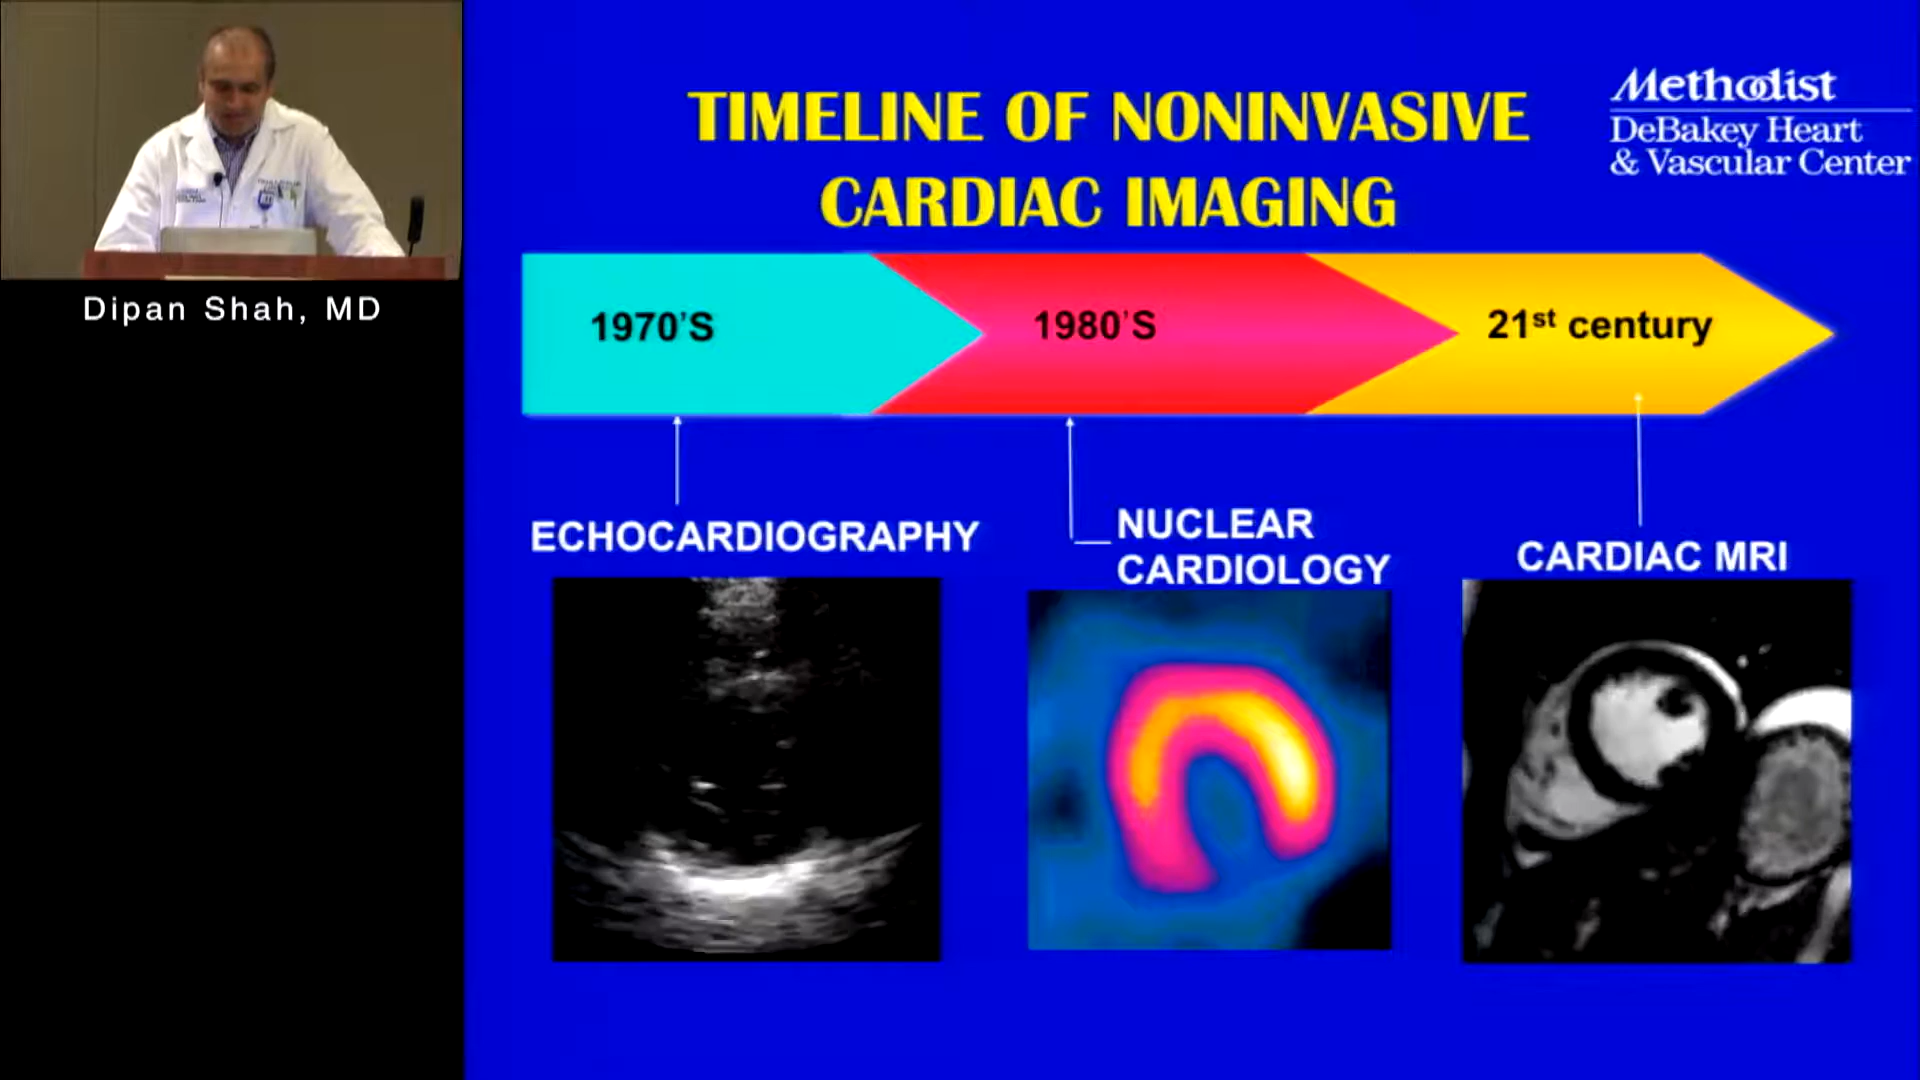 Dipan Shah, MD
TIMELINE OF NONINVASIVE
CARDIAC IMAGING
Methodist
DeBakey Heart
& Vascular Center
1970'S
1980'S
21st century
ECHOCARDIOGRAPHY
NUCLEAR
CARDIOLOGY
CARDIAC MRI